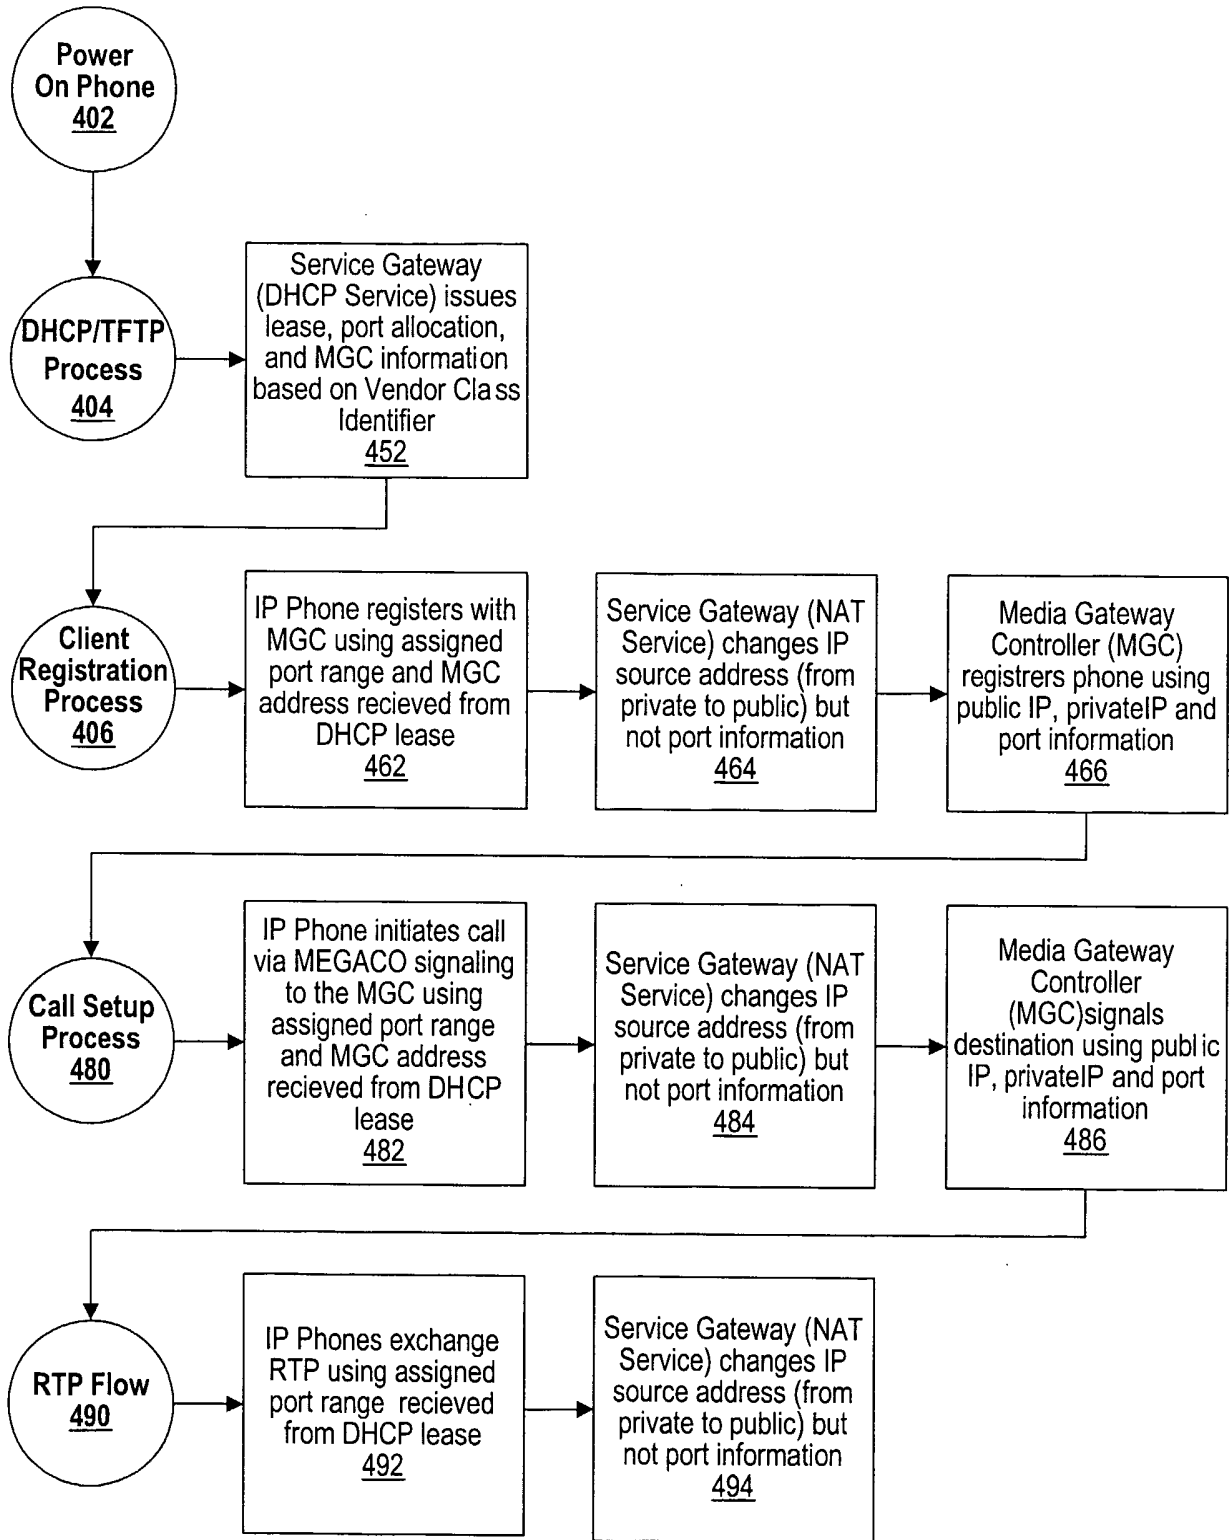 Power
On Phone
402
DHCP/TFTP
Process
404
Service Gateway
(DHCP Service) issues
lease, port allocation,
and MGC information
based on Vendor Class
Identifier
452
Client
Registration
Process
406
IP Phone registers with
MGC using assigned
port range and MGC
address recieved from
DHCP lease
462
Service Gateway (NAT
Service) changes IP
source address (from
private to public) but
not port information
464
Media Gateway
Controller (MGC)
registrers phone using
public IP, privateIP and
port information
466
Call Setup
Process
480
IP Phone initiates call
via MEGACO signaling
to the MGC using
assigned port range
and MGC address
recieved from DHCP
lease
482
Service Gateway (NAT
Service) changes IP
source address (from
private to public) but
not port information
484
Media Gateway
Controller
(MGC)signals
destination using public
IP, privateIP and port
information
486
RTP Flow
490
IP Phones exchange
RTP using assigned
port range recieved
from DHCP lease
492
Service Gateway (NAT
Service) changes IP
source address (from
private to public) but
not port information
494